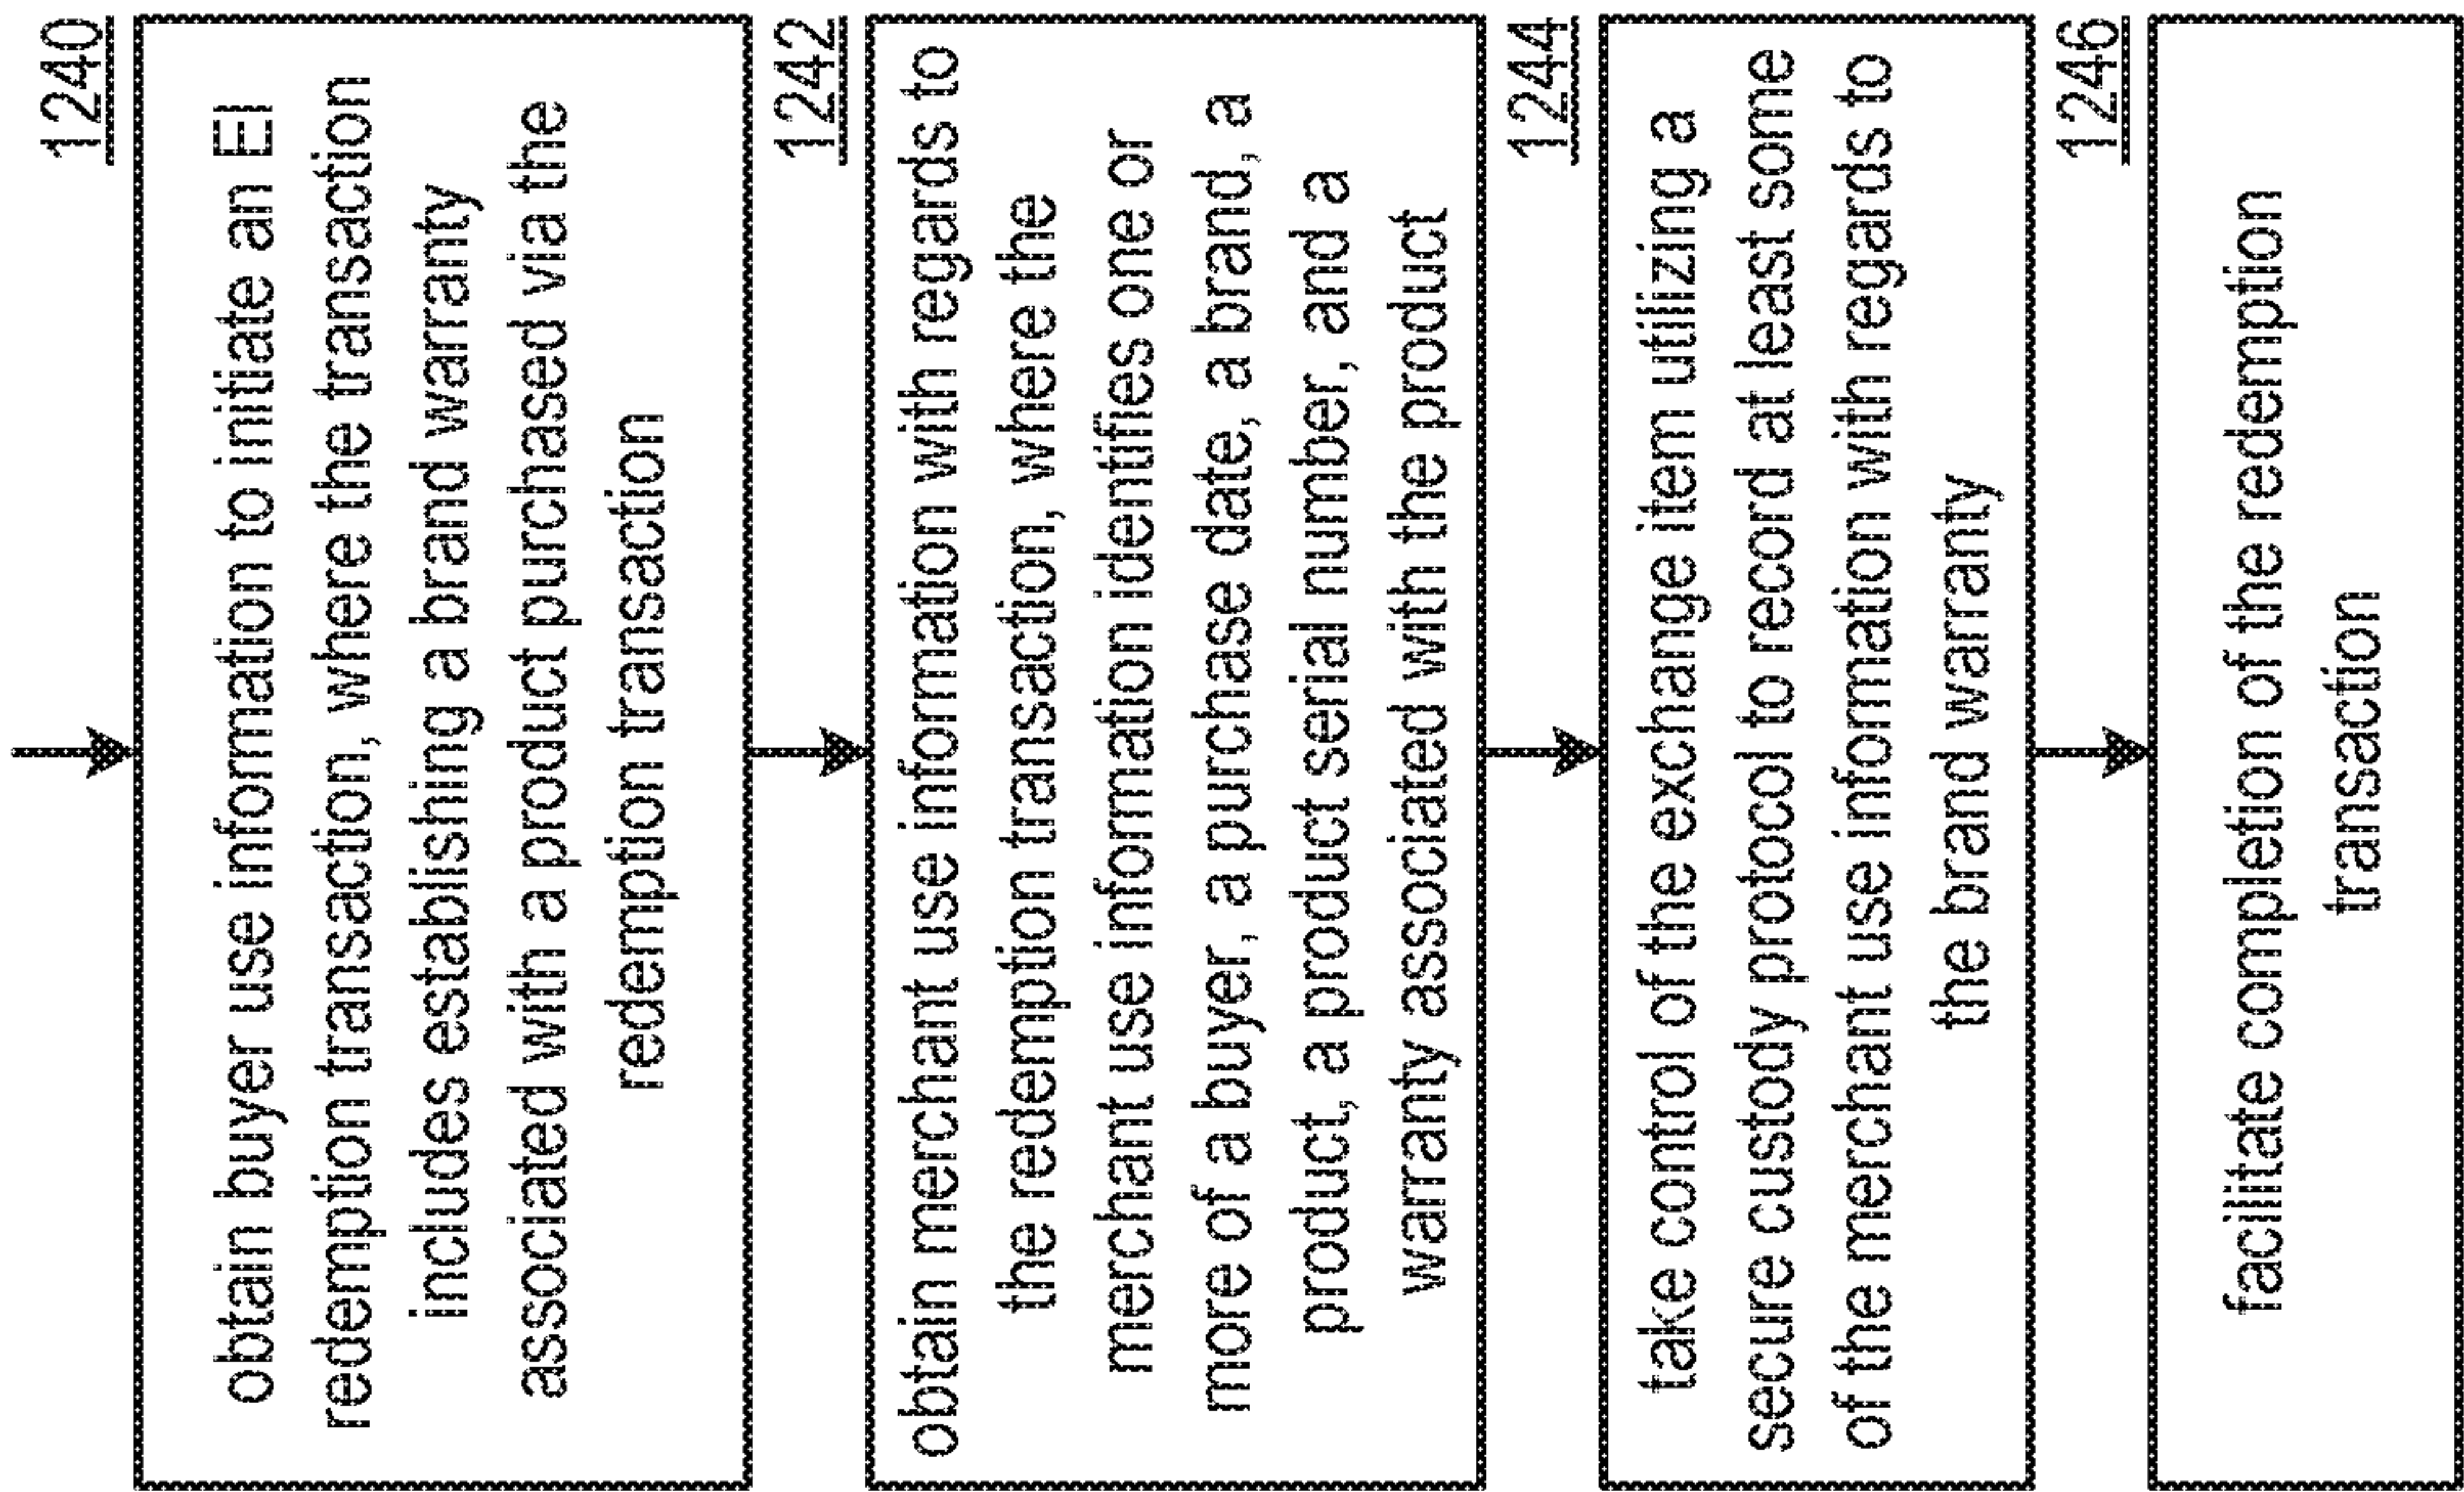 1240
obtain buyer use information to initiate an EI
redemption transaction, where the transaction
includes establishing a brand warranty
associated with a product purchased via the
redemption transaction
1242
obtain merchant use information with regards to
the redemption transaction, where the
merchant use information identifies one or
more of a buyer, a purchase date, a brand, a
product, a product serial number, and a
warranty associated with the product
1244
take control of the exchange item utilizing a
secure custody protocol to record at least some
of the merchant use information with regards to
the brand warranty
1246
facilitate completion of the redemption
transaction